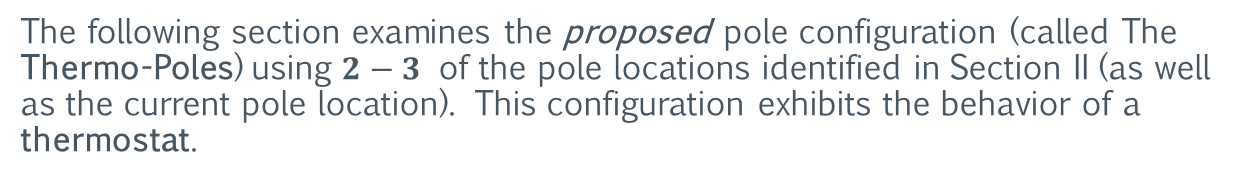 The following section examines the proposed pole configuration (called The
Thermo-Poles) using 2 – 3 of the pole locations identified in Section II (as well
as the current pole location). This configuration exhibits the behavior of a
thermostat.